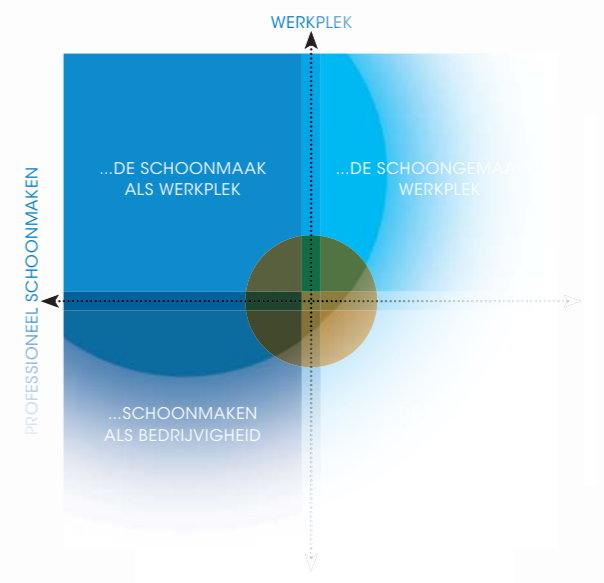 WERKPLEK
...DE SCHOONMAAK
ALS WERKPLEK
...DE SCHOONGEMAAKTE
WERKPLEK
PROFESSIONEEL SCHOONMAKEN
...SCHOONMAKEN
ALS BEDRIJVIGHEID